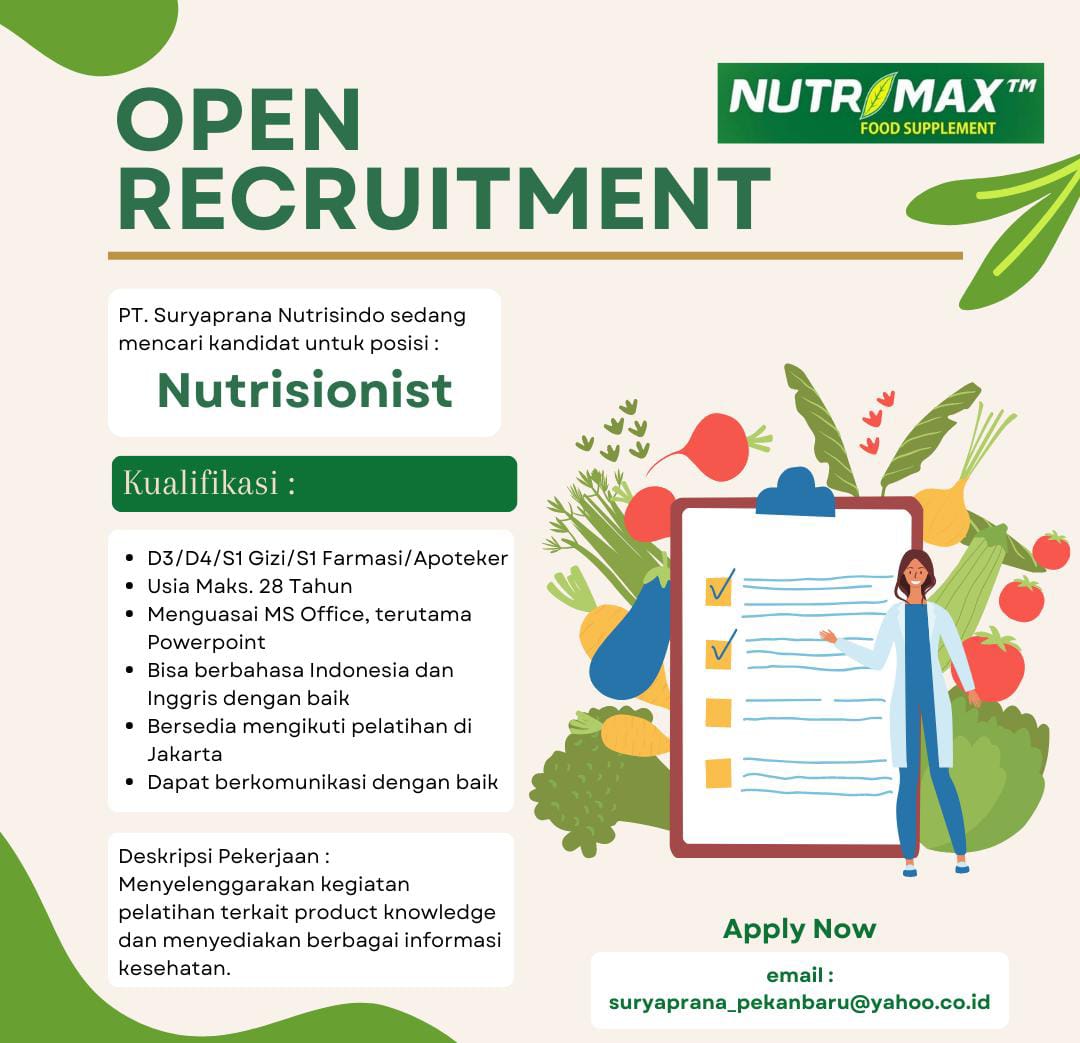 OPEN
RECRUITMENT
NUTRIMAX™
FOOD SUPPLEMENT
PT. Suryaprana Nutrisindo sedang
mencari kandidat untuk posisi :
Nutrisionist
Kualifikasi :
• D3/D4/S1 Gizi/S1 Farmasi/Apoteker
• Usia Maks. 28 Tahun
• Menguasai MS Office, terutama
Powerpoint
• Bisa berbahasa Indonesia dan
Inggris dengan baik
• Bersedia mengikuti pelatihan di
Jakarta
• Dapat berkomunikasi dengan baik
Deskripsi Pekerjaan :
Menyelenggarakan kegiatan
pelatihan terkait product knowledge
dan menyediakan berbagai informasi
kesehatan.
Apply Now
email :
suryaprana_pekanbaru@yahoo.co.id